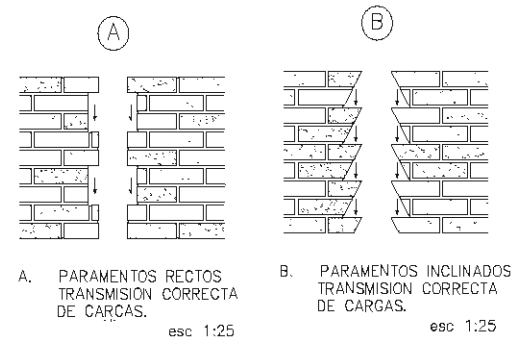 A
B
A. PARAMENTOS RECTOS
TRANSMISION CORRECTA
DE CARCAS.
esc 1:25
B. PARAMENTOS INCLINADOS
TRANSMISION CORRECTA
DE CARGAS.
esc 1:25